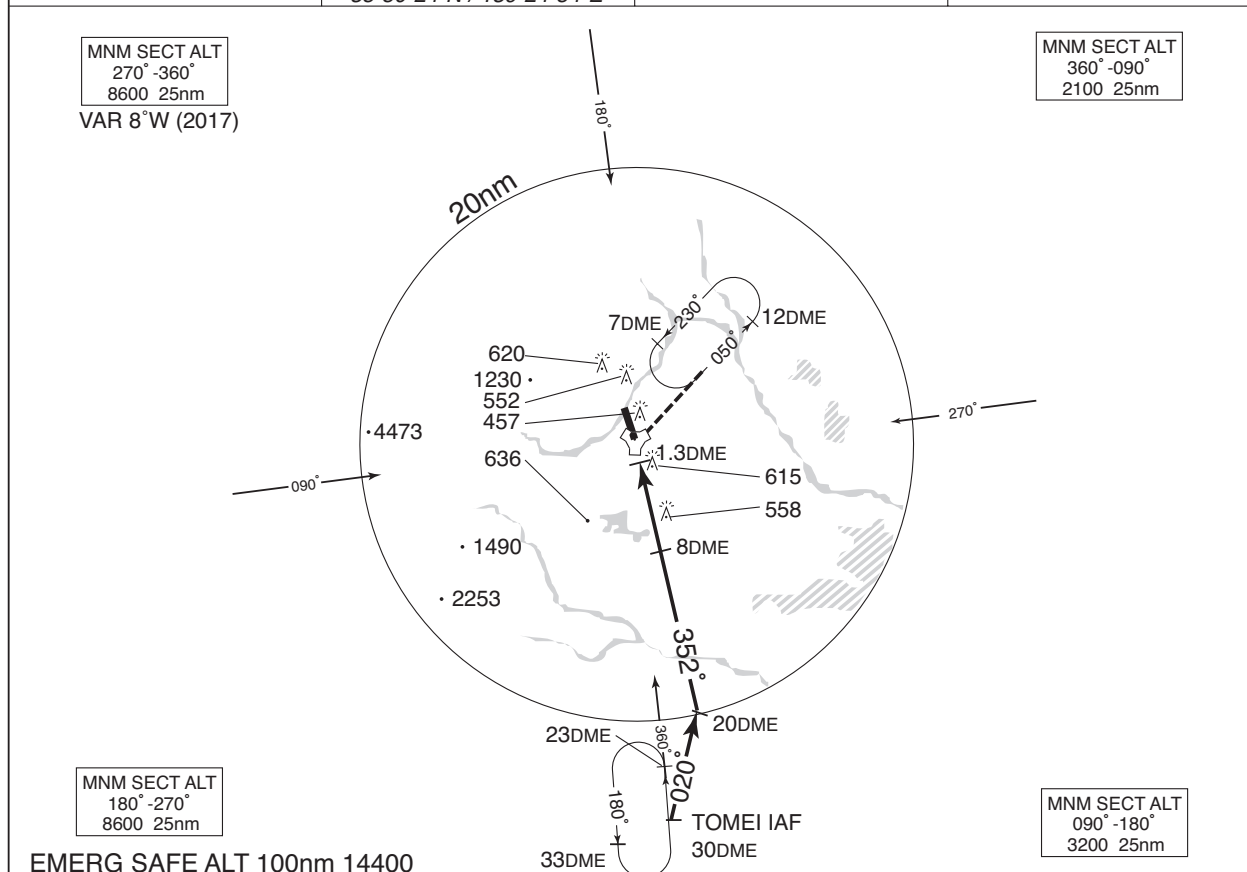 MNM SECT ALT
270˚-360˚
8600 25nm
VAR 8˚W (2017)
MNM SECT ALT
360˚-090˚
2100 25nm
180˚
20nm
7DME
230˚
12DME
050˚
620
1230
552
457
4473
270˚
636
1.3DME
615
090˚
558
1490
8DME
2253
352˚
20DME
23DME
360˚
020˚
180˚
TOMEI IAF
30DME
33DME
MNM SECT ALT
180˚-270˚
8600 25nm
MNM SECT ALT
090˚-180˚
3200 25nm
EMERG SAFE ALT 100nm 14400